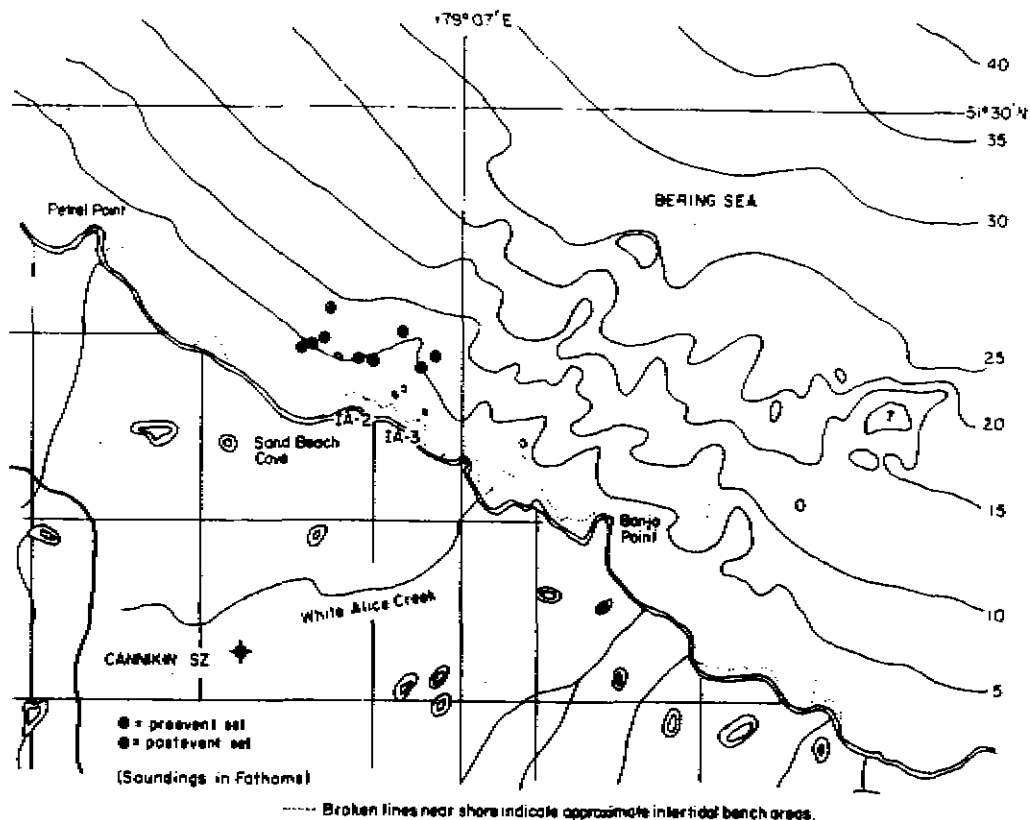 179° 07' E
40
51° 30' N
35
BERING SEA
30
Petrel Point
25
?
20
IA-2
IA-3
Sand Beach
Cove
15
Banjo
Point
White Alice Creek
10
CANNIKIN SZ
5
● = preevent set
● = postevent set
(Soundings in Fathoms)
----- Broken lines near shore indicate approximate intertidal bench areas.